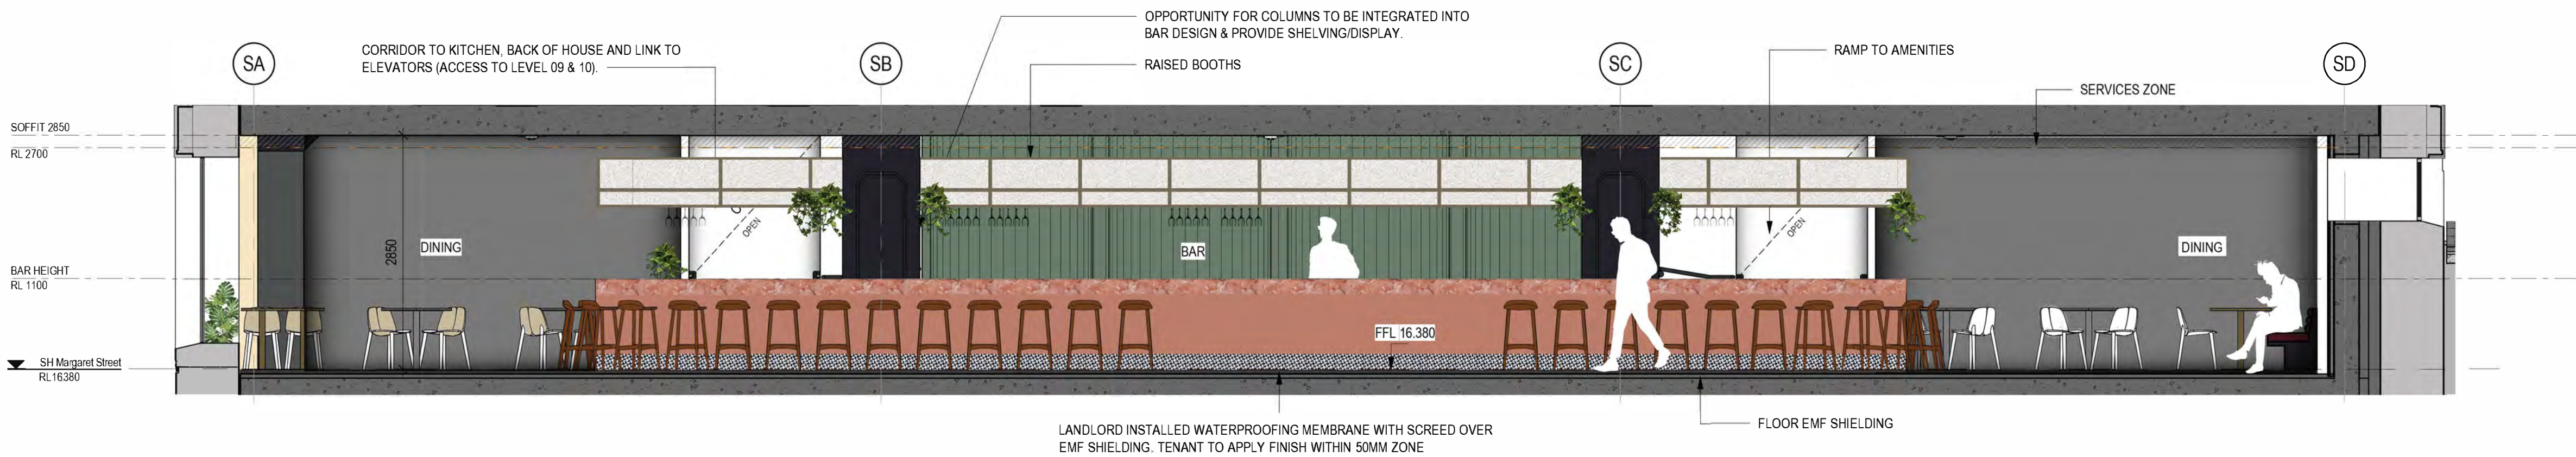 OPPORTUNITY FOR COLUMNS TO BE INTEGRATED INTO
BAR DESIGN & PROVIDE SHELVING/DISPLAY.
CORRIDOR TO KITCHEN, BACK OF HOUSE AND LINK TO
ELEVATORS (ACCESS TO LEVEL 09 & 10).
RAISED BOOTHS
RAMP TO AMENITIES
SERVICES ZONE
SA
SB
SC
SD
SOFFIT 2850
RL 2700
OPEN
OPEN
2850
DINING
BAR
DINING
BAR HEIGHT
RL 1100
FFL 16.380
SH Margaret Street
RL16380
LANDLORD INSTALLED WATERPROOFING MEMBRANE WITH SCREED OVER
EMF SHIELDING. TENANT TO APPLY FINISH WITHIN 50MM ZONE
FLOOR EMF SHIELDING